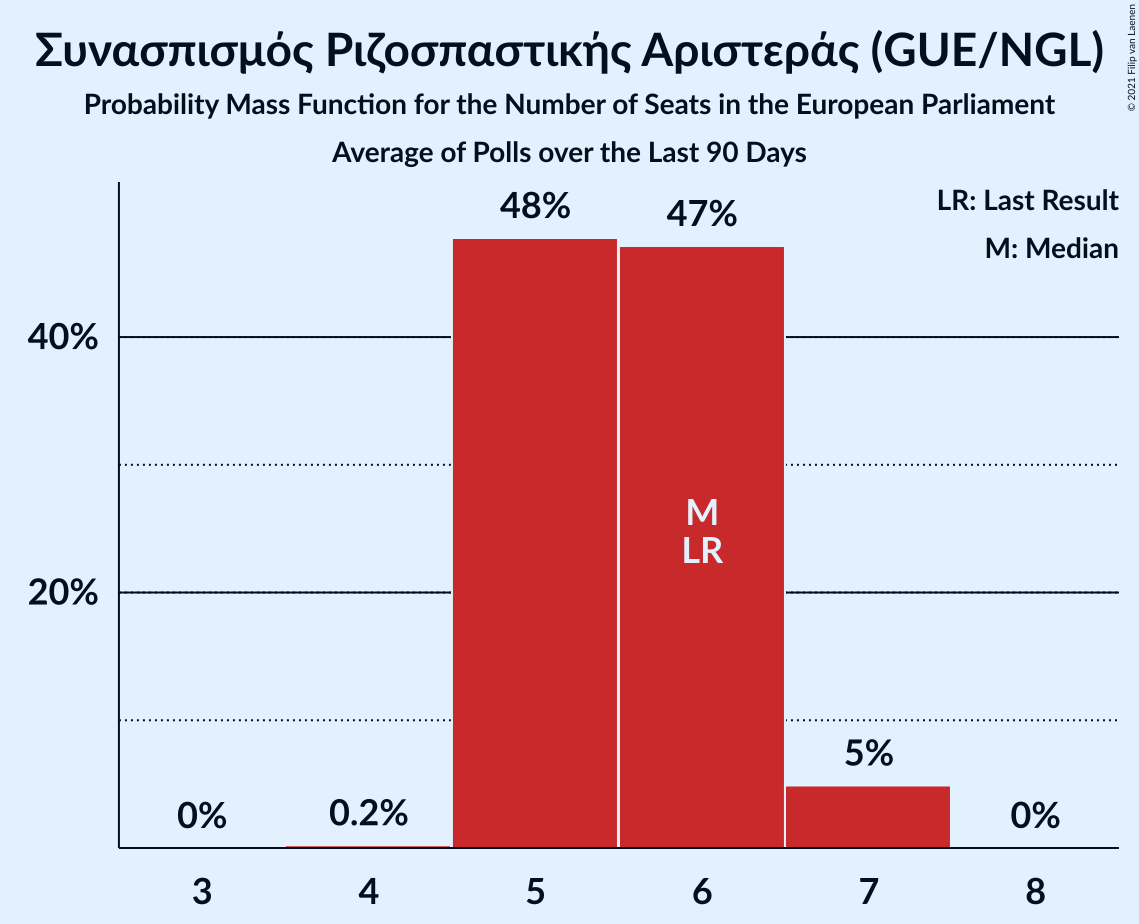 Συνασπισμός Ριζοσπαστικής Αριστεράς (GUE/NGL)
Probability Mass Function for the Number of Seats in the European Parliament
Average of Polls over the Last 90 Days
© 2021 Filip van Laenen
LR: Last Result
M: Median
48%
47%
40%
M
LR
20%
5%
0%
0.2%
0%
3
4
5
6
7
8